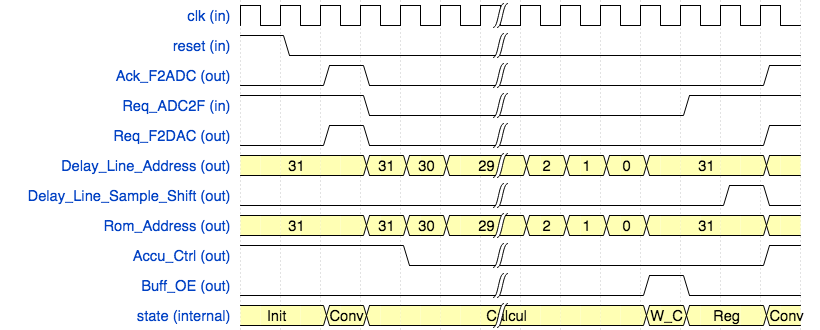 clk (in)
reset (in)
Ack_F2ADC (out)
Req_ADC2F (in)
Req_F2DAC (out)
Delay_Line_Address (out) 31 31 30 29 2 1 0 31
Delay_Line_Sample_Shift (out)
Rom_Address (out) 31 31 30 29 2 1 0 31
Accu_Ctrl (out)
Buff_OE (out)
state (internal) Init Conv Calcul W_C Reg Conv